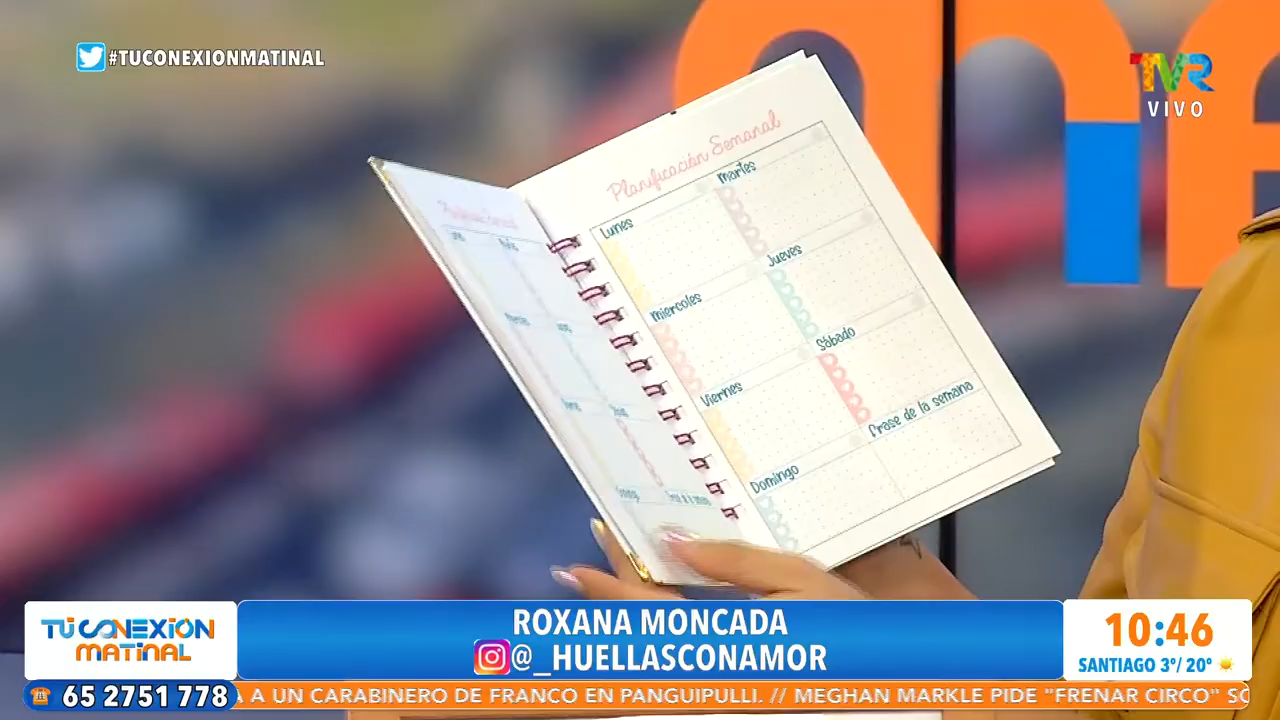 #TUCONEXIONMATINAL
TVR
VIVO
Planificación Semanal
Lunes
Martes
Miercoles
Jueves
Viernes
Sábado
Domingo
Frase de la semana
ROXANA MONCADA
@_HUELLASCONAMOR
TU CONEXIÓN
MATINAL
10:46
SANTIAGO 3°/ 20°
65 2751 778
A UN CARABINERO DE FRANCO EN PANGUIPULLI. // MEGHAN MARKLE PIDE "FRENAR CIRCO"